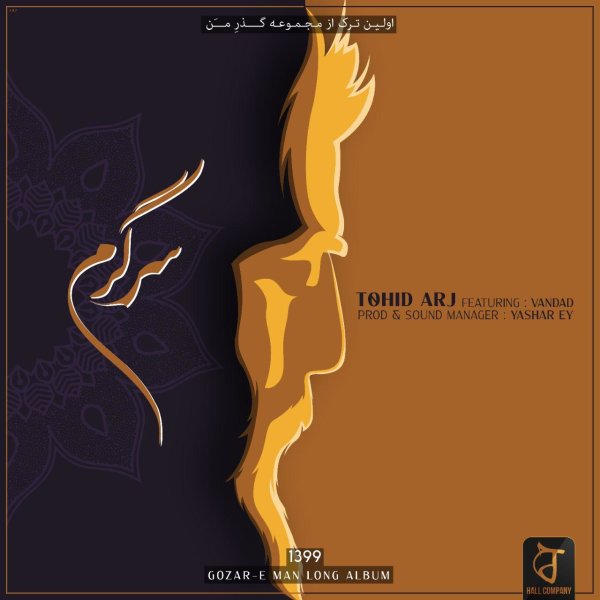 اولین ترک از مجموعه گذرِ مَن
سرگرم
TOHID ARJ FEATURING : VANDAD
PROD & SOUND MANAGER : YASHAR EY
1399
GOZAR-E MAN LONG ALBUM
HALL COMPANY